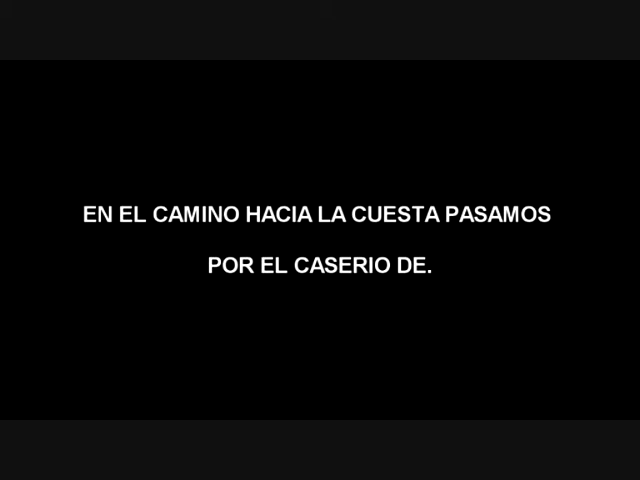 EN EL CAMINO HACIA LA CUESTA PASAMOS
POR EL CASERIO DE.